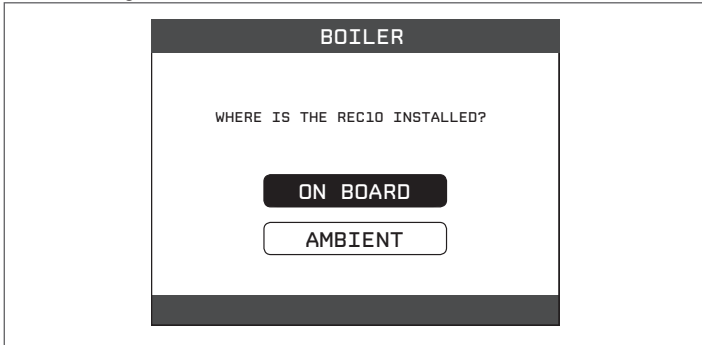 BOILER
WHERE IS THE REC10 INSTALLED?
ON BOARD
AMBIENT